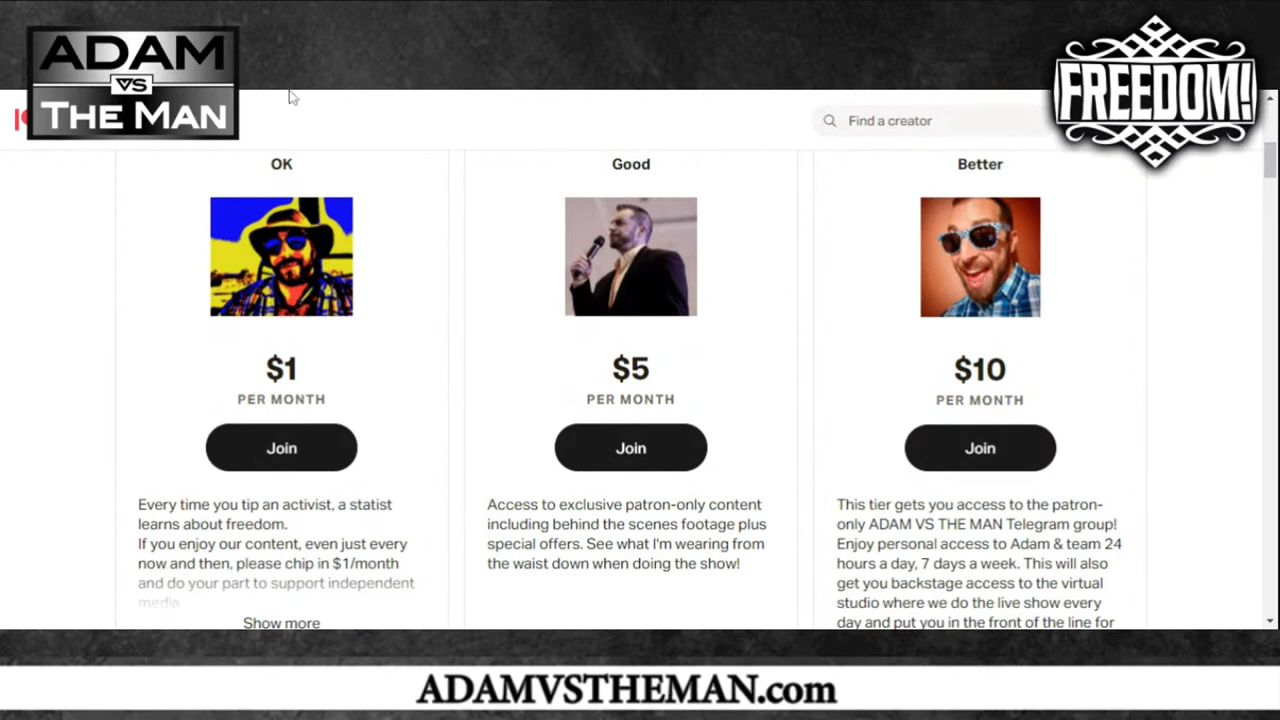 ADAM
VS
THE MAN
FREEDOM!
Find a creator
OK
Good
Better
$1
PER MONTH
Join
Every time you tip an activist, a statist
learns about freedom.
If you enjoy our content, even just every
now and then, please chip in $1/month
and do your part to support independent
media
Show more
$5
PER MONTH
Join
Access to exclusive patron-only content
including behind the scenes footage plus
special offers. See what I'm wearing from
the waist down when doing the show!
$10
PER MONTH
Join
This tier gets you access to the patron-
only ADAM VS THE MAN Telegram group!
Enjoy personal access to Adam & team 24
hours a day, 7 days a week. This will also
get you backstage access to the virtual
studio where we do the live show every
day and put you in the front of the line for
ADAMVSTHEMAN.com